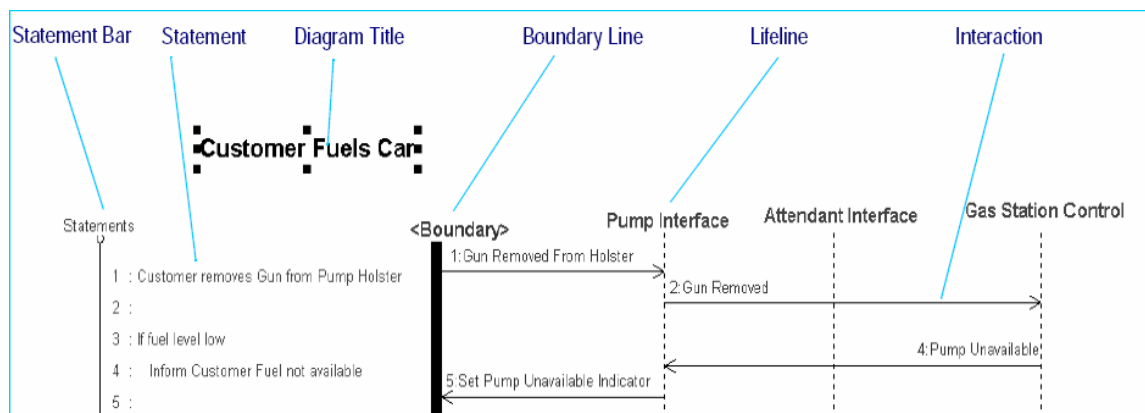 Statement Bar Statement Diagram Title Boundary Line Lifeline Interaction
Customer Fuels Car
Statements <Boundary> Pump Interface Attendant Interface Gas Station Control
1:Gun Removed From Holster
1 : Customer removes Gun from Pump Holster
2:Gun Removed
2 :
3 : If fuel level low
4:Pump Unavailable
4 : Inform Customer Fuel not available
5:Set Pump Unavailable Indicator
5 :